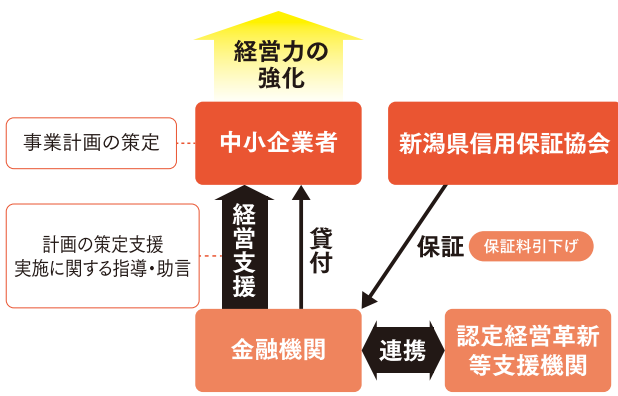 経営力の
強化
事業計画の策定
中小企業者
新潟県信用保証協会
計画の策定支援
実施に関する指導・助言
経営支援
貸付
保証
保証料引下げ
金融機関
連携
認定経営革新
等支援機関